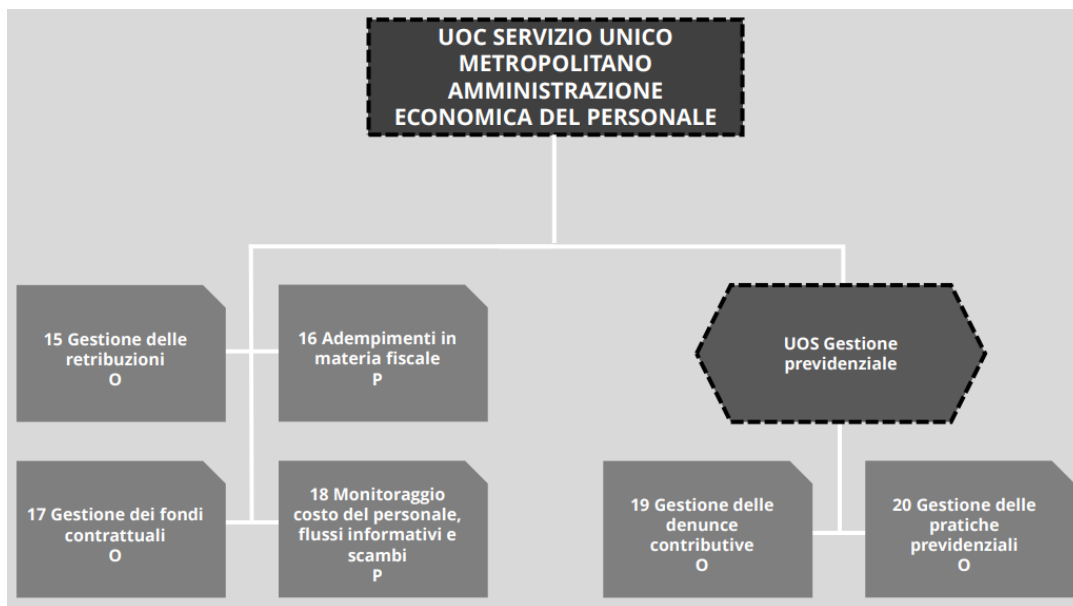 UOC SERVIZIO UNICO
METROPOLITANO
AMMINISTRAZIONE
ECONOMICA DEL PERSONALE
15 Gestione delle
retribuzioni
O
16 Adempimenti in
materia fiscale
P
UOS Gestione
previdenziale
17 Gestione dei fondi
contrattuali
O
18 Monitoraggio
costo del personale,
flussi informativi e
scambi
P
19 Gestione delle
denunce
contributive
O
20 Gestione delle
pratiche
previdenziali
O